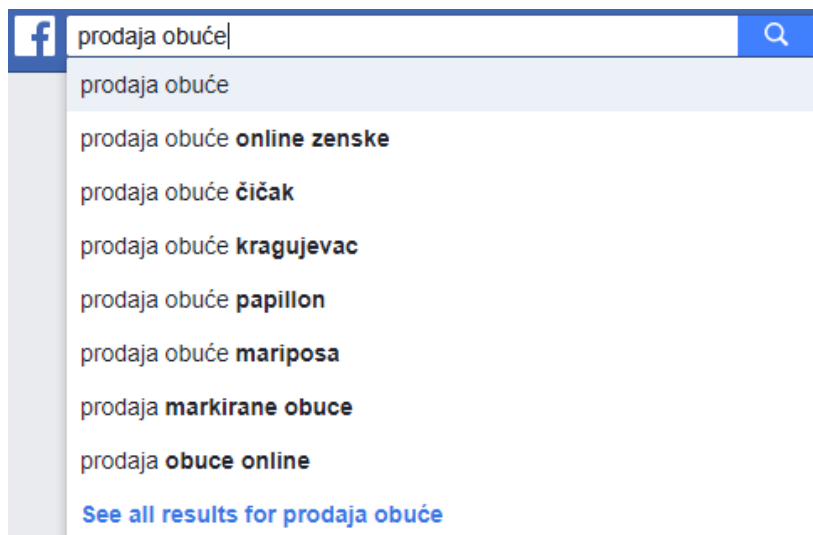 prodaja obuće
prodaja obuće
prodaja obuće online zenske
prodaja obuće čičak
prodaja obuće kragujevac
prodaja obuće papillon
prodaja obuće mariposa
prodaja markirane obuce
prodaja obuce online
See all results for prodaja obuće